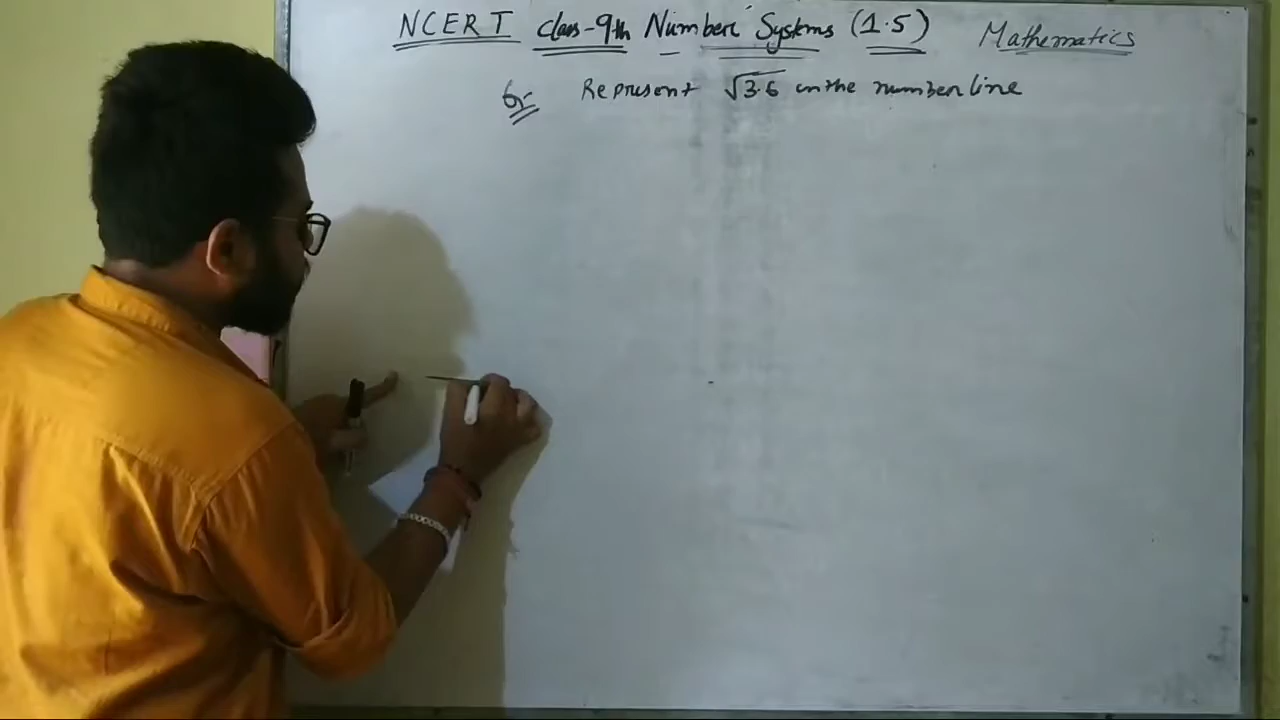 NCERT Class-9th Number Systems (1.5) Mathematics
6:- Represent √3.6 on the number line